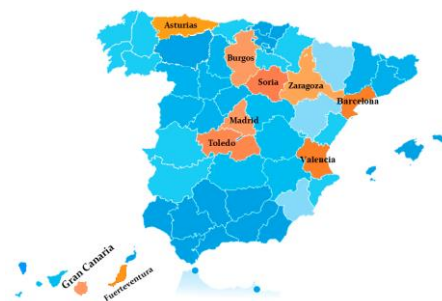 Asturias
Burgos
Soria
Zaragoza
Barcelona
Madrid
Toledo
Valencia
Gran Canaria
Fuerteventura